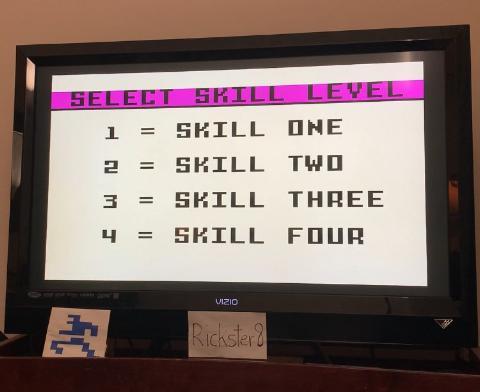 SELECT SKILL LEVEL
1 = SKILL ONE
2 = SKILL TWO
3 = SKILL THREE
4 = SKILL FOUR
VIZIO
Rickster8